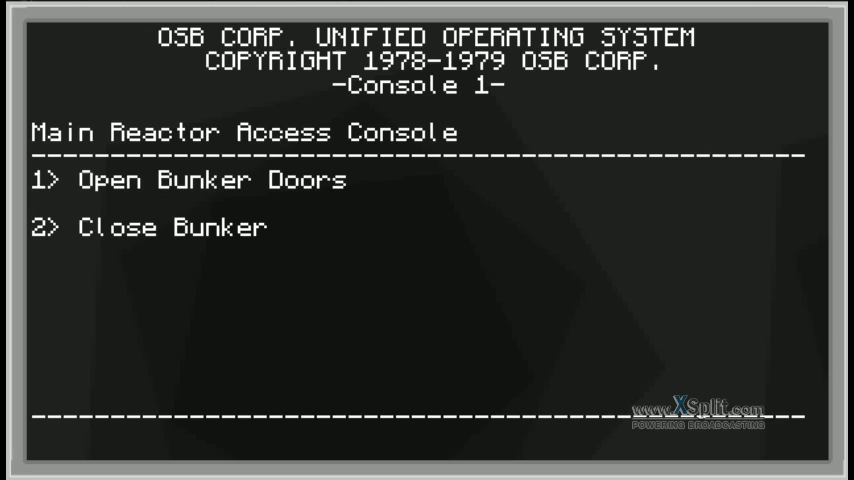 OSB CORP. UNIFIED OPERATING SYSTEM
COPYRIGHT 1978-1979 OSB CORP.
-Console 1-
Main Reactor Access Console
1> Open Bunker Doors
2> Close Bunker
www.XSplit.com
POWERING BROADCASTING